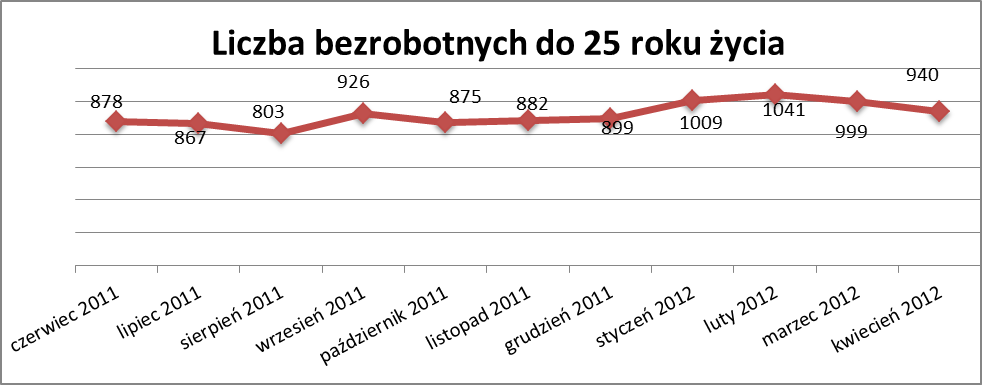 Liczba bezrobotnych do 25 roku życia
878
867
803
926
875
882
899
1009
1041
999
940
czerwiec 2011
lipiec 2011
sierpień 2011
wrzesień 2011
październik 2011
listopad 2011
grudzień 2011
styczeń 2012
luty 2012
marzec 2012
kwiecień 2012